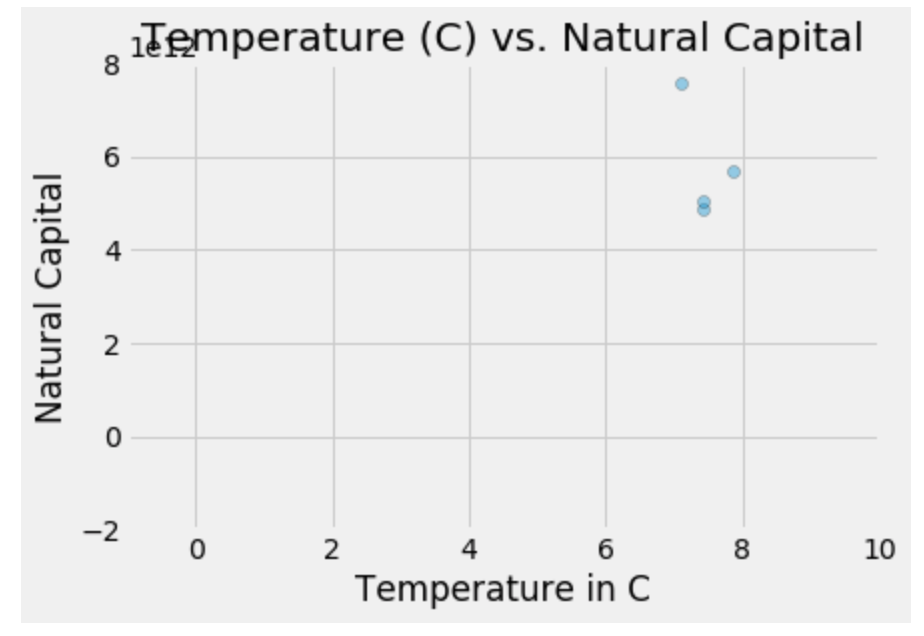 Temperature (C) vs. Natural Capital
1e12
8
6
4
2
0
−2
Natural Capital
0 2 4 6 8 10
Temperature in C